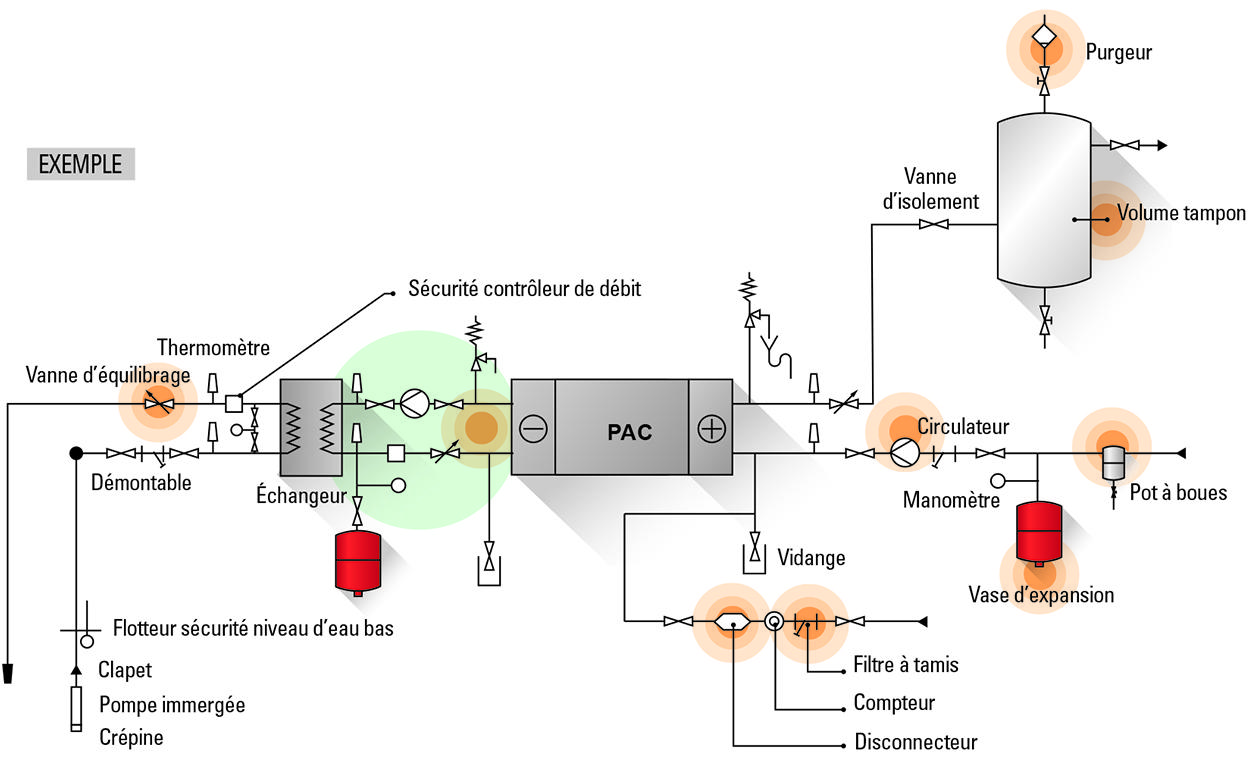 Purgeur
EXEMPLE
Vanne
d'isolement
Volume tampon
Sécurité contrôleur de débit
Thermomètre
Vanne d'équilibrage
PAC
Circulateur
Démontable
Échangeur
Manomètre
Pot à boues
Vidange
Vase d'expansion
Flotteur sécurité niveau d'eau bas
Clapet
Filtre à tamis
Pompe immergée
Compteur
Crépine
Disconnecteur